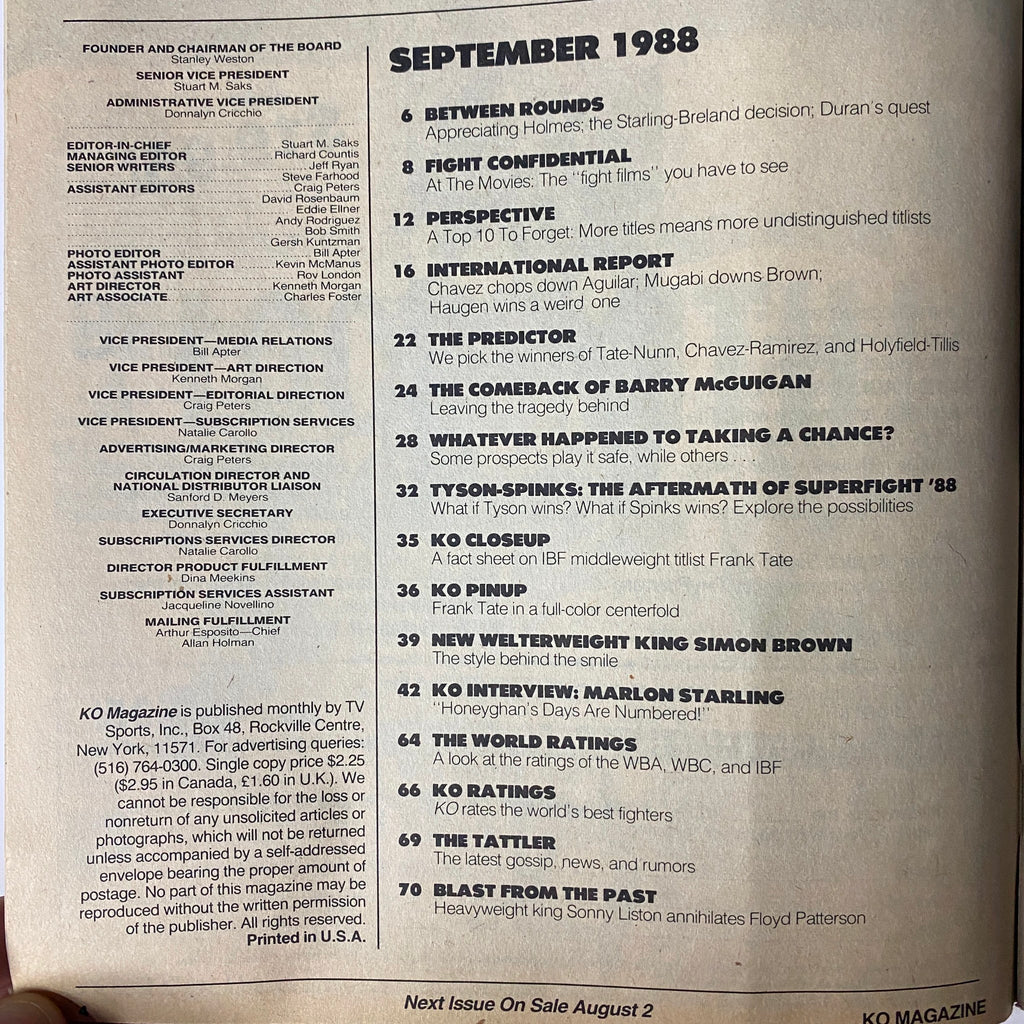 FOUNDER AND CHAIRMAN OF THE BOARD
Stanley Weston
SENIOR VICE PRESIDENT
Stuart M. Saks
ADMINISTRATIVE VICE PRESIDENT
Donnalyn Cricchio
EDITOR-IN-CHIEF Stuart M. Saks
MANAGING EDITOR Richard Countis
SENIOR WRITERS Jeff Ryan
Steve Farhood
ASSISTANT EDITORS Craig Peters
David Rosenbaum
Eddie Ellner
Andy Rodriguez
Bob Smith
Gersh Kuntzman
PHOTO EDITOR Bill Apter
ASSISTANT PHOTO EDITOR Kevin McManus
PHOTO ASSISTANT Roy London
ART DIRECTOR Kenneth Morgan
ART ASSOCIATE Charles Foster
VICE PRESIDENT—MEDIA RELATIONS
Bill Apter
VICE PRESIDENT—ART DIRECTION
Kenneth Morgan
VICE PRESIDENT—EDITORIAL DIRECTION
Craig Peters
VICE PRESIDENT—SUBSCRIPTION SERVICES
Natalie Carollo
ADVERTISING/MARKETING DIRECTOR
Craig Peters
CIRCULATION DIRECTOR AND
NATIONAL DISTRIBUTOR LIAISON
Sanford D. Meyers
EXECUTIVE SECRETARY
Donnalyn Cricchio
SUBSCRIPTIONS SERVICES DIRECTOR
Natalie Carollo
DIRECTOR PRODUCT FULFILLMENT
Dina Meekins
SUBSCRIPTION SERVICES ASSISTANT
Jacqueline Novellino
MAILING FULFILLMENT
Arthur Esposito—Chief
Allan Holman
KO Magazine is published monthly by TV
Sports, Inc., Box 48, Rockville Centre,
New York, 11571. For advertising queries:
(516) 764-0300. Single copy price $2.25
($2.95 in Canada, £1.60 in U.K.). We
cannot be responsible for the loss or
nonreturn of any unsolicited articles or
photographs, which will not be returned
unless accompanied by a self-addressed
envelope bearing the proper amount of
postage. No part of this magazine may be
reproduced without the written permission
of the publisher. All rights reserved.
Printed in U.S.A.
SEPTEMBER 1988
6 BETWEEN ROUNDS
Appreciating Holmes; the Starling-Breland decision; Duran's quest
8 FIGHT CONFIDENTIAL
At The Movies: The "fight films" you have to see
12 PERSPECTIVE
A Top 10 To Forget: More titles means more undistinguished titlists
16 INTERNATIONAL REPORT
Chavez chops down Aguilar; Mugabi downs Brown;
Haugen wins a weird one
22 THE PREDICTOR
We pick the winners of Tate-Nunn, Chavez-Ramirez, and Holyfield-Tillis
24 THE COMEBACK OF BARRY McGUIGAN
Leaving the tragedy behind
28 WHATEVER HAPPENED TO TAKING A CHANCE?
Some prospects play it safe, while others . . .
32 TYSON-SPINKS: THE AFTERMATH OF SUPERFIGHT '88
What if Tyson wins? What if Spinks wins? Explore the possibilities
35 KO CLOSEUP
A fact sheet on IBF middleweight titlist Frank Tate
36 KO PINUP
Frank Tate in a full-color centerfold
39 NEW WELTERWEIGHT KING SIMON BROWN
The style behind the smile
42 KO INTERVIEW: MARLON STARLING
"Honeyghan's Days Are Numbered!"
64 THE WORLD RATINGS
A look at the ratings of the WBA, WBC, and IBF
66 KO RATINGS
KO rates the world's best fighters
69 THE TATTLER
The latest gossip, news, and rumors
70 BLAST FROM THE PAST
Heavyweight king Sonny Liston annihilates Floyd Patterson
4
Next Issue On Sale August 2
KO MAGAZINE